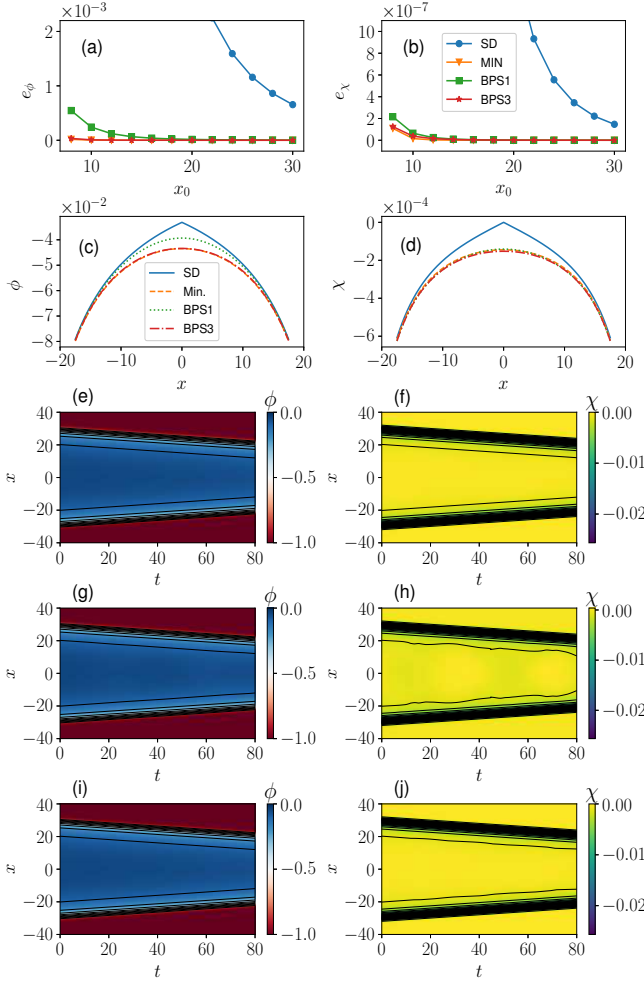 ×10⁻³
(a)
2
1
0
e_ϕ
10
20
30
x₀
×10⁻⁷
(b)
10
8
6
4
2
0
e_χ
SD
MIN
BPS1
BPS3
10
20
30
x₀
×10⁻²
(c)
−4
−5
−6
−7
−8
ϕ
SD
Min.
BPS1
BPS3
−20
−10
0
10
20
x
×10⁻⁴
(d)
0
−2
−4
−6
χ
−20
−10
0
10
20
x
(e)
40
20
0
−20
−40
x
0
20
40
60
80
t
ϕ
0.0
−0.5
−1.0
(f)
40
20
0
−20
−40
x
0
20
40
60
80
t
χ
0.00
−0.01
−0.02
(g)
40
20
0
−20
−40
x
0
20
40
60
80
t
ϕ
0.0
−0.5
−1.0
(h)
40
20
0
−20
−40
x
0
20
40
60
80
t
χ
0.00
−0.01
−0.02
(i)
40
20
0
−20
−40
x
0
20
40
60
80
t
ϕ
0.0
−0.5
−1.0
(j)
40
20
0
−20
−40
x
0
20
40
60
80
t
χ
0.00
−0.01
−0.02